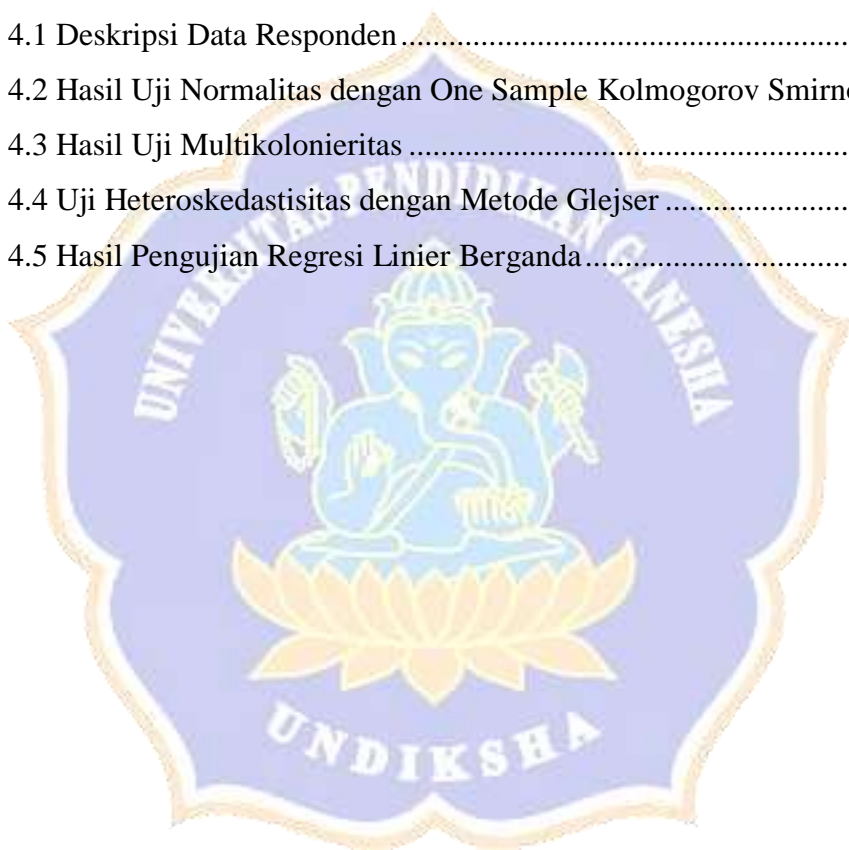 4.1 Deskripsi Data Responden................................................................
4.2 Hasil Uji Normalitas dengan One Sample Kolmogorov
4.3 Hasil Uji Multikolonieritas................................................................
4.4 Uji Heteroskedastisitas dengan Metode Glejser.......................
4.5 Hasil Pengujian Regresi Linier Berganda.................................
UNIVERSITAS PENDIDIKAN GANESHA
UNDIKSHA